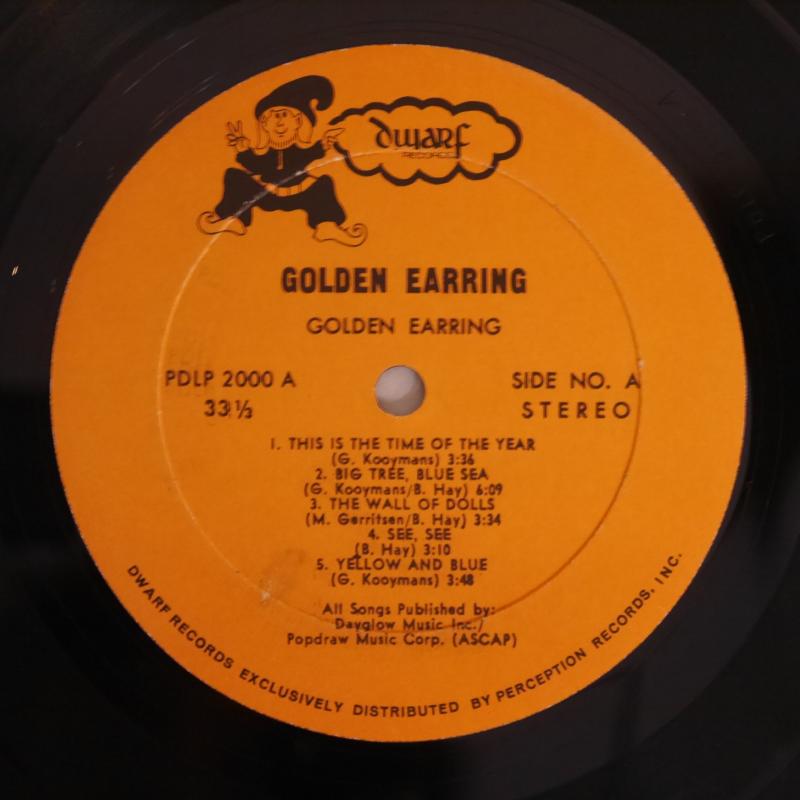 dwarf
RECORDS
GOLDEN EARRING
GOLDEN EARRING
PDLP 2000 A
SIDE NO. A
33 1/3
STEREO
1. THIS IS THE TIME OF THE YEAR
(G. Kooymans) 3:36
2. BIG TREE, BLUE SEA
(G. Kooymans/B. Hay) 6:09
3. THE WALL OF DOLLS
(M. Gerritsen/B. Hay) 3:34
4. SEE, SEE
(B. Hay) 3:10
5. YELLOW AND BLUE
(G. Kooymans) 3:48
All Songs Published by:
Dayglow Music Inc./
Popdraw Music Corp. (ASCAP)
DWARF RECORDS EXCLUSIVELY DISTRIBUTED BY PERCEPTION RECORDS, INC.